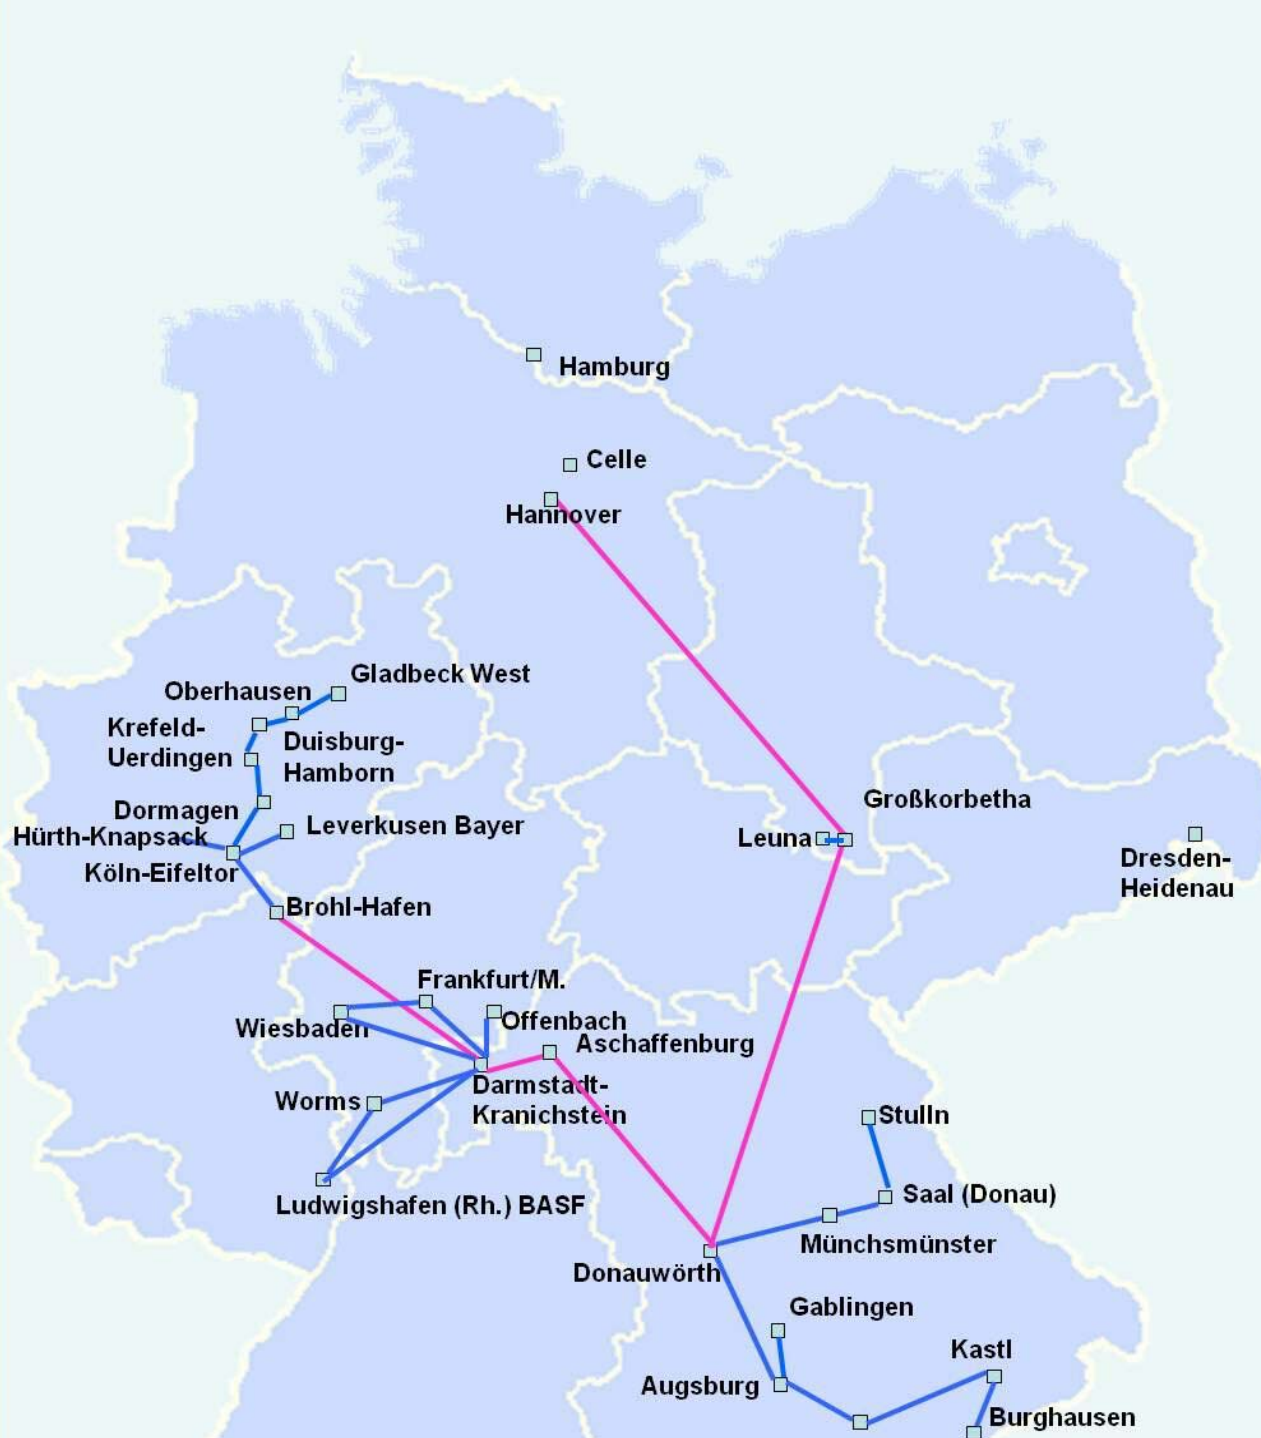 Hamburg
Celle
Hannover
Gladbeck West
Oberhausen
Krefeld-
Uerdingen
Duisburg-
Hamborn
Dormagen
Hürth-Knapsack
Leverkusen Bayer
Köln-Eifeltor
Brohl-Hafen
Großkorbetha
Leuna
Dresden-
Heidenau
Frankfurt/M.
Wiesbaden
Offenbach
Aschaffenburg
Darmstadt-
Kranichstein
Worms
Ludwigshafen (Rh.) BASF
Stulln
Saal (Donau)
Münchsmünster
Donauwörth
Gablingen
Kastl
Augsburg
Burghausen